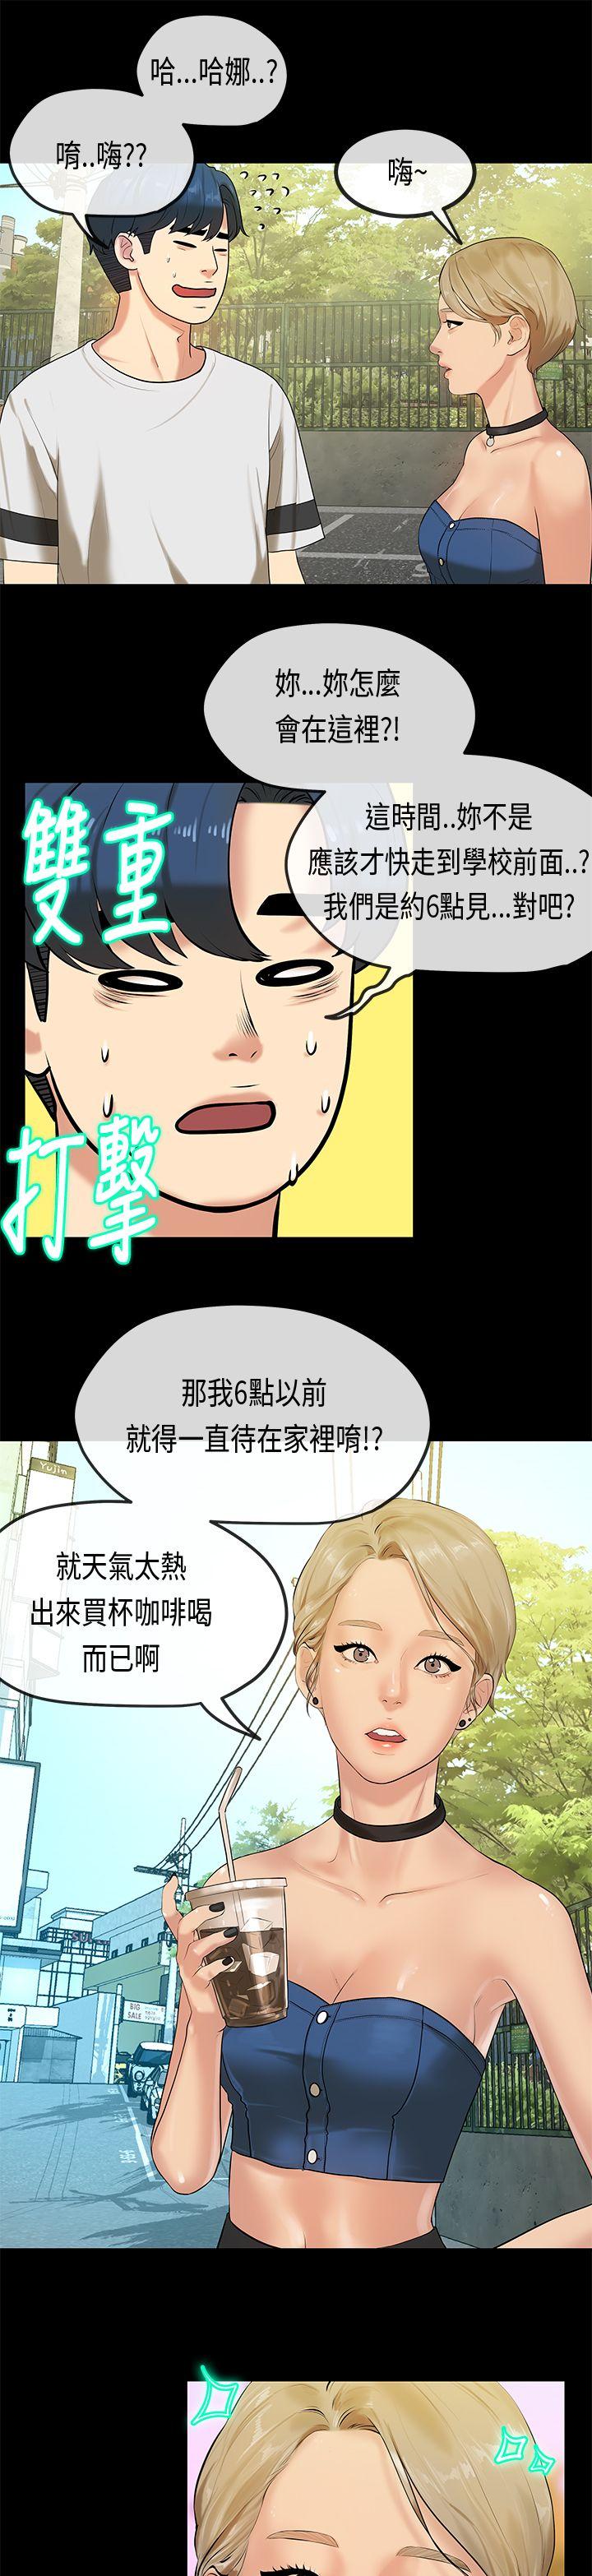 哈...哈娜..?
唷..嗨??
嗨~
妳...妳怎麼
會在這裡?!
這時間..妳不是
應該才快走到學校前面..?
我們是約6點見...對吧?
雙重
打擊
那我6點以前
就得一直待在家裡唷!?
Yujin
就天氣太熱
出來買杯咖啡喝
而已啊
BIG
SALE